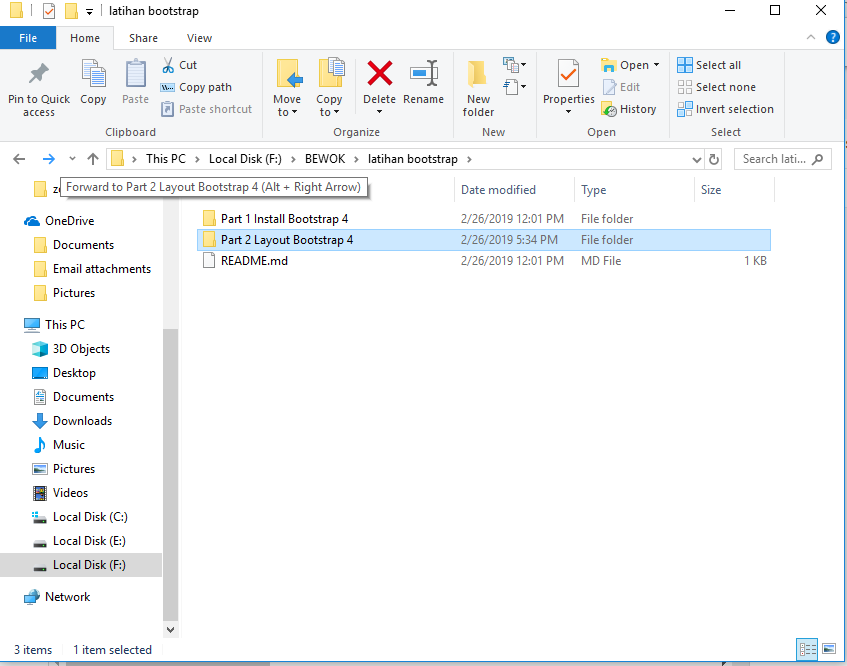 latihan bootstrap
File Home Share View
Pin to Quick access
Copy
Paste
Cut
Copy path
Paste shortcut
Clipboard
Move to
Copy to
Delete
Rename
Organize
New folder
New
Properties
Open
Edit
History
Open
Select all
Select none
Invert selection
Select
This PC Local Disk (F:) BEWOK latihan bootstrap
Search lati...
Forward to Part 2 Layout Bootstrap 4 (Alt + Right Arrow)
Date modified Type Size
Part 1 Install Bootstrap 4 2/26/2019 12:01 PM File folder
Part 2 Layout Bootstrap 4 2/26/2019 5:34 PM File folder
README.md 2/26/2019 12:01 PM MD File 1 KB
OneDrive
Documents
Email attachments
Pictures
This PC
3D Objects
Desktop
Documents
Downloads
Music
Pictures
Videos
Local Disk (C:)
Local Disk (E:)
Local Disk (F:)
Network
3 items 1 item selected